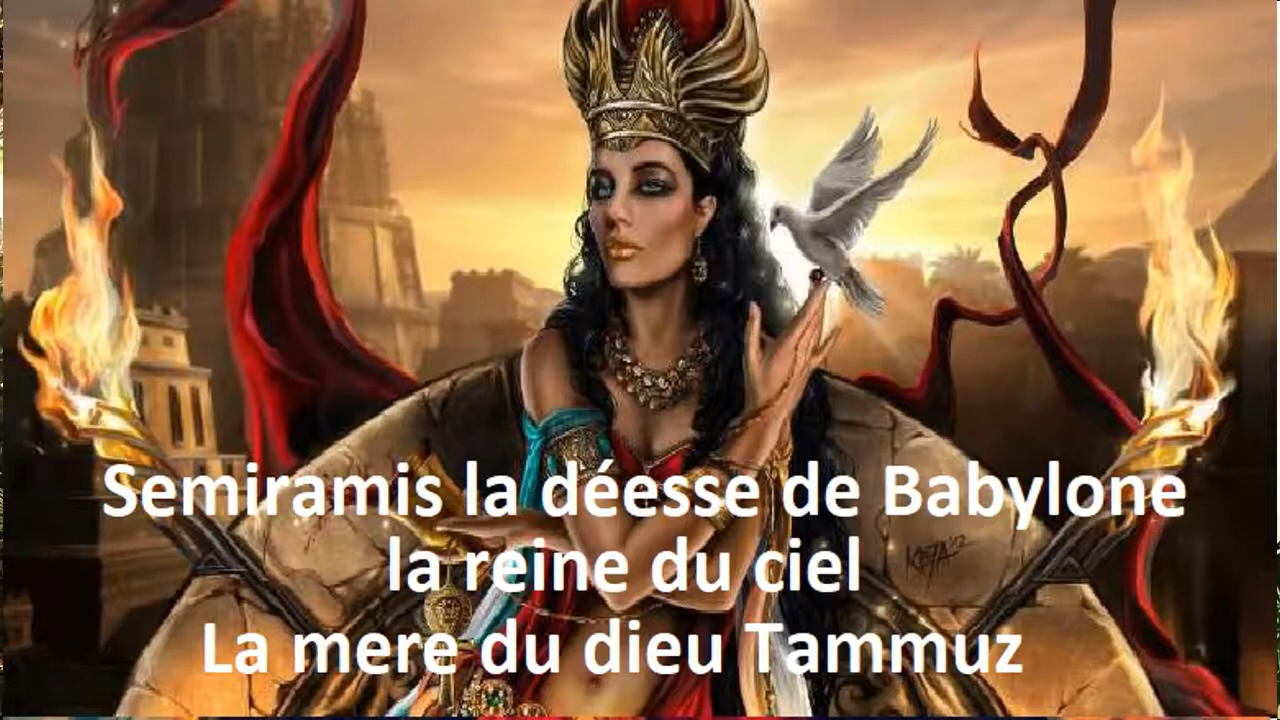 Semiramis la déesse de Babylone
la reine du ciel
La mere du dieu Tammuz